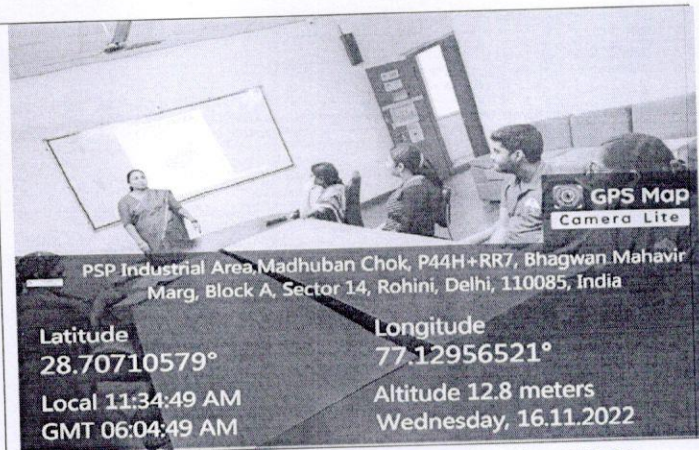 GPS Map
Camera Lite
PSP Industrial Area,Madhuban Chok, P44H+RR7, Bhagwan Mahavir
Marg, Block A, Sector 14, Rohini, Delhi, 110085, India
Latitude
28.70710579°
Longitude
77.12956521°
Local 11:34:49 AM
GMT 06:04:49 AM
Altitude 12.8 meters
Wednesday, 16.11.2022